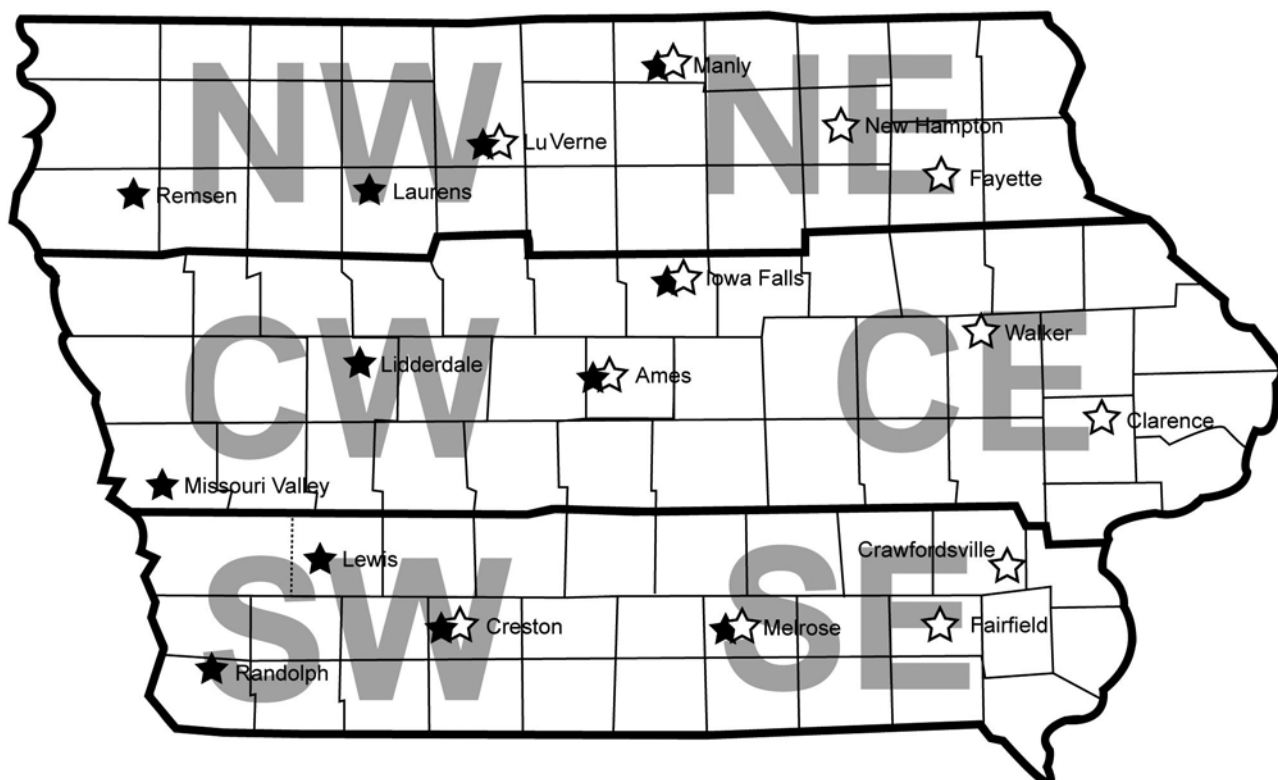 NW
NE
Manly
New Hampton
LuVerne
Fayette
Remsen
Laurens
Iowa Falls
CW
CE
Walker
Lidderdale
Ames
Clarence
Missouri Valley
SW
SE
Crawfordsville
Lewis
Creston
Melrose
Fairfield
Randolph